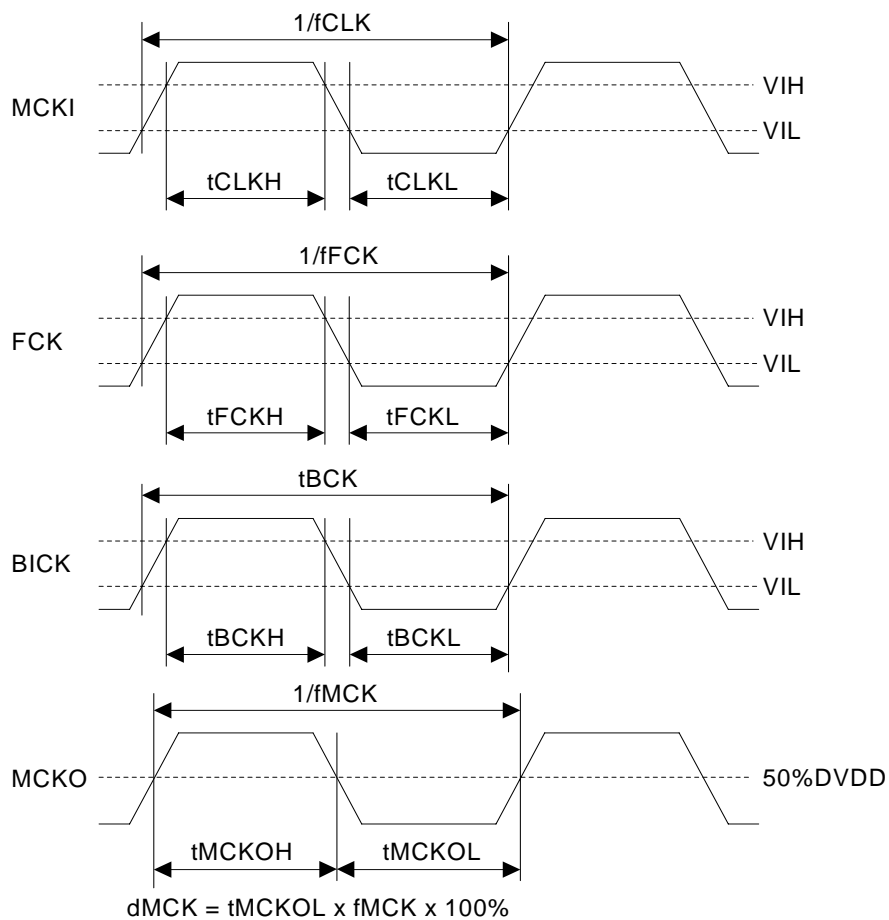 1/fCLK
MCKI
VIH
VIL
tCLKH
tCLKL
1/fFCK
FCK
VIH
VIL
tFCKH
tFCKL
tBCK
BICK
VIH
VIL
tBCKH
tBCKL
1/fMCK
MCKO
50%DVDD
tMCKOH
tMCKOL
dMCK = tMCKOL x fMCK x 100%